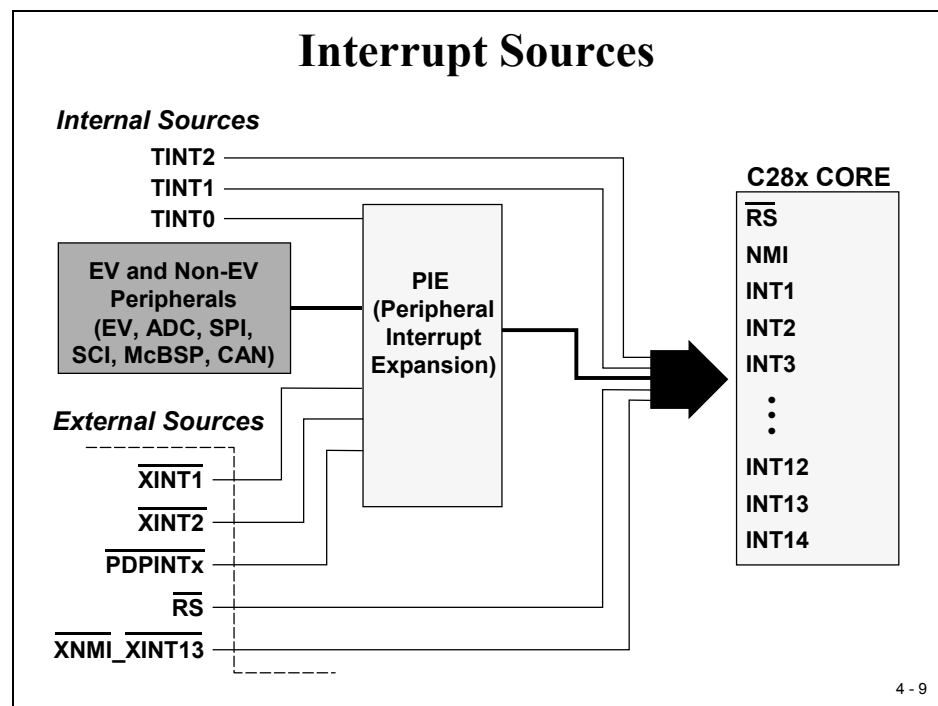 Interrupt Sources
Internal Sources
TINT2
TINT1
TINT0
EV and Non-EV
Peripherals
(EV, ADC, SPI,
SCI, McBSP, CAN)
PIE
(Peripheral
Interrupt
Expansion)
External Sources
XINT1
XINT2
PDPINTx
RS
XNMI_XINT13
C28x CORE
RS
NMI
INT1
INT2
INT3
INT12
INT13
INT14
4 - 9